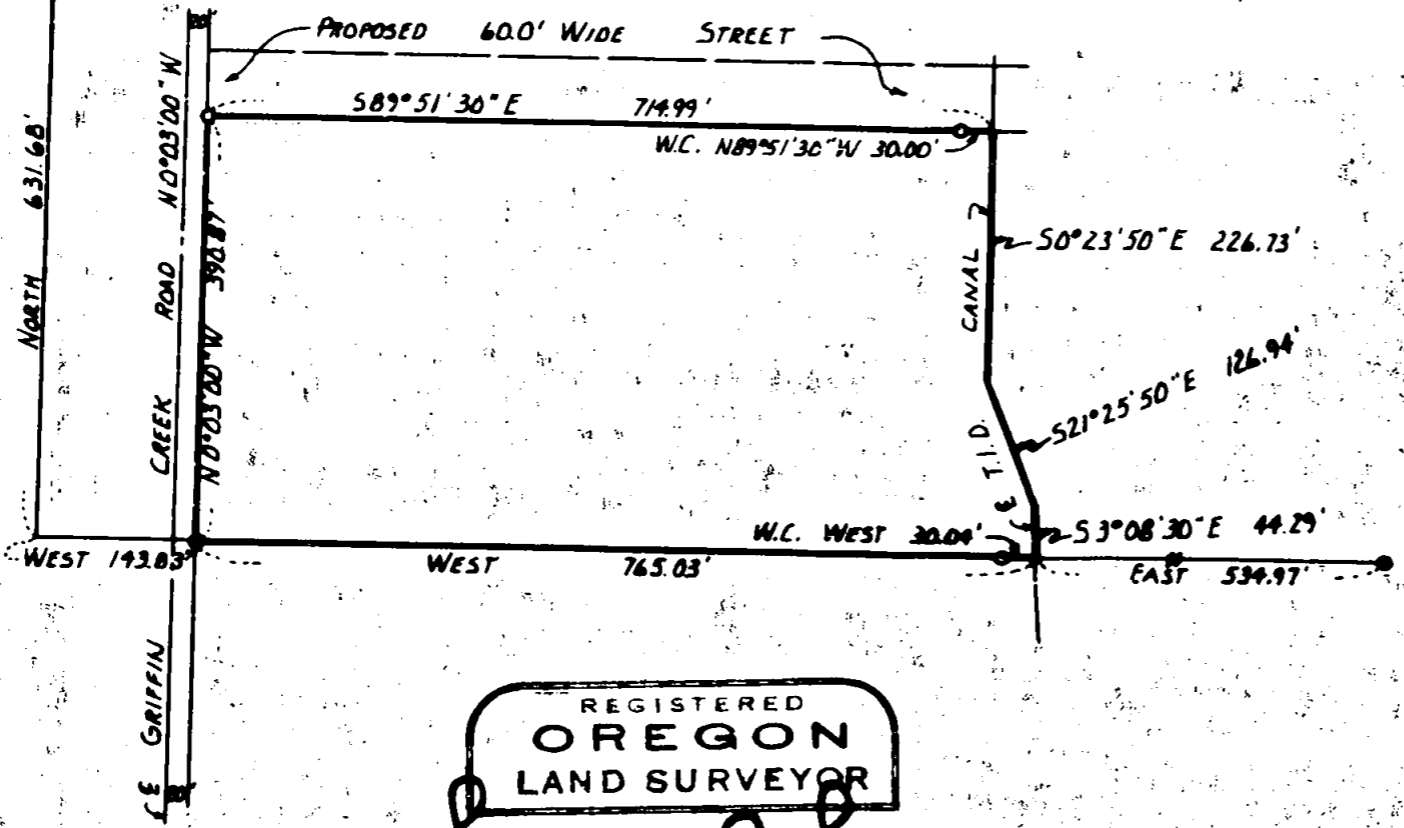 PROPOSED 60.0' WIDE STREET
S89°51'30"E 714.99'
W.C. N89°51'30"W 30.00'
NORTH 631.68'
N0°03'00"W
CREEK ROAD
N0°03'00"W 390.87'
CANAL
S0°23'50"E 226.73'
S21°25'50"E 126.94'
T.I.D.
W.C. WEST 30.04'
S3°08'30"E 44.29'
WEST 143.83'
WEST 765.03'
EAST 534.97'
GRIFFIN
REGISTERED
OREGON
LAND SURVEYOR